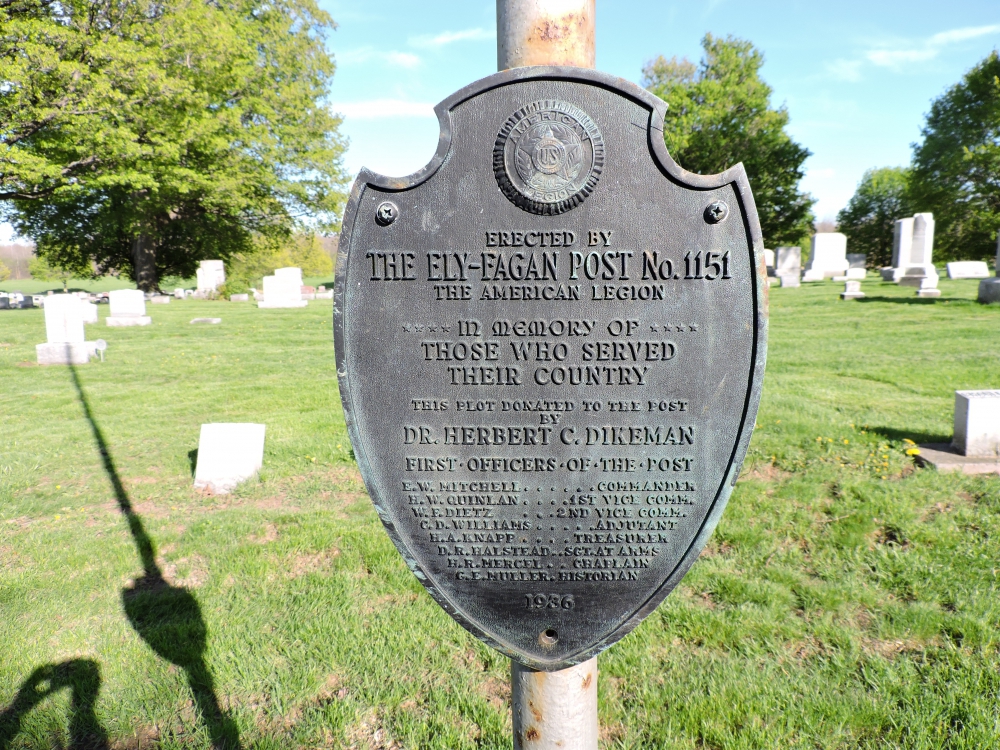 AMERICAN
US
LEGION
ERECTED BY
THE ELY-FAGAN POST No. 1151
THE AMERICAN LEGION
★★★★ IN MEMORY OF ★★★★
THOSE WHO SERVED
THEIR COUNTRY
THIS PLOT DONATED TO THE POST
BY
DR. HERBERT C. DIKEMAN
FIRST·OFFICERS·OF·THE·POST
E.W. MITCHELL......COMMANDER
H.W. QUINLAN....1ST VICE COMM.
W.F. DIETZ ...2ND VICE COMM.
C.D. WILLIAMS.....ADJUTANT
H.A. KNAPP....TREASURER
D.R. HALSTEAD..SGT. AT ARMS
H.R. MERCEL..CHAPLAIN
G.E. MULLER-HISTORIAN
1936